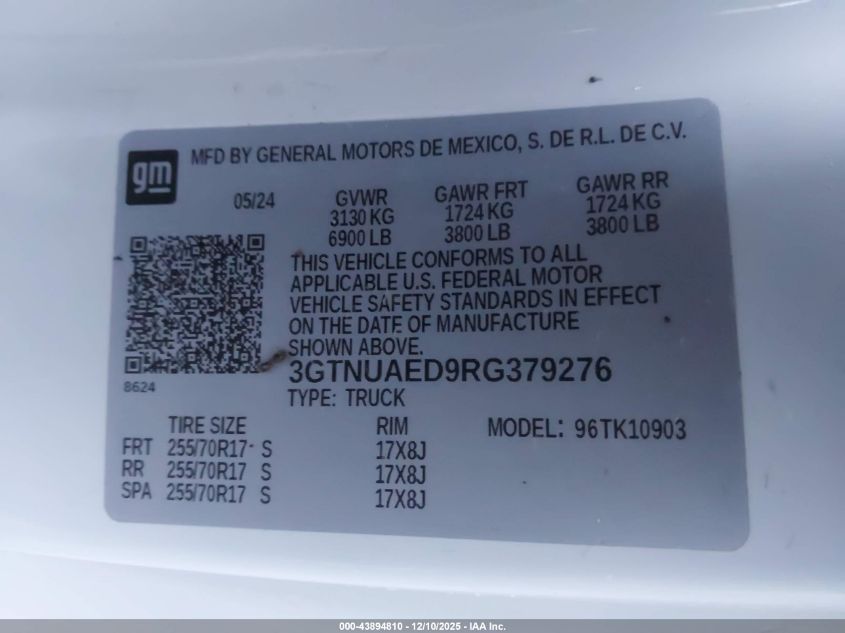 gm
MFD BY GENERAL MOTORS DE MEXICO, S. DE R.L. DE C.V.
05/24 GVWR GAWR FRT GAWR RR
3130 KG 1724 KG 1724 KG
6900 LB 3800 LB 3800 LB
THIS VEHICLE CONFORMS TO ALL
APPLICABLE U.S. FEDERAL MOTOR
VEHICLE SAFETY STANDARDS IN EFFECT
ON THE DATE OF MANUFACTURE
SHOWN ABOVE.
3GTNUAED9RG379276
8624
TYPE: TRUCK
TIRE SIZE RIM MODEL: 96TK10903
FRT 255/70R17 S 17X8J
RR 255/70R17 S 17X8J
SPA 255/70R17 S 17X8J
000-43894810 - 12/10/2025 - IAA Inc.